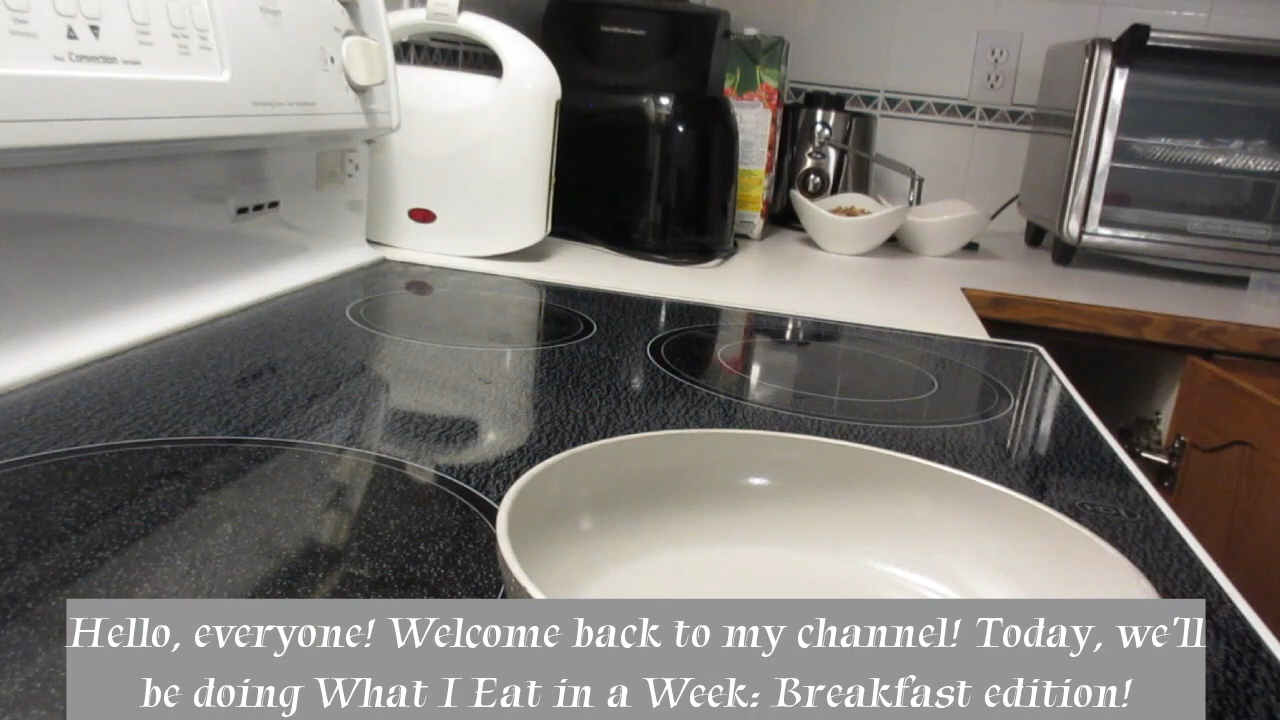 Convection
Hello, everyone! Welcome back to my channel! Today, we'll
be doing What I Eat in a Week: Breakfast edition!